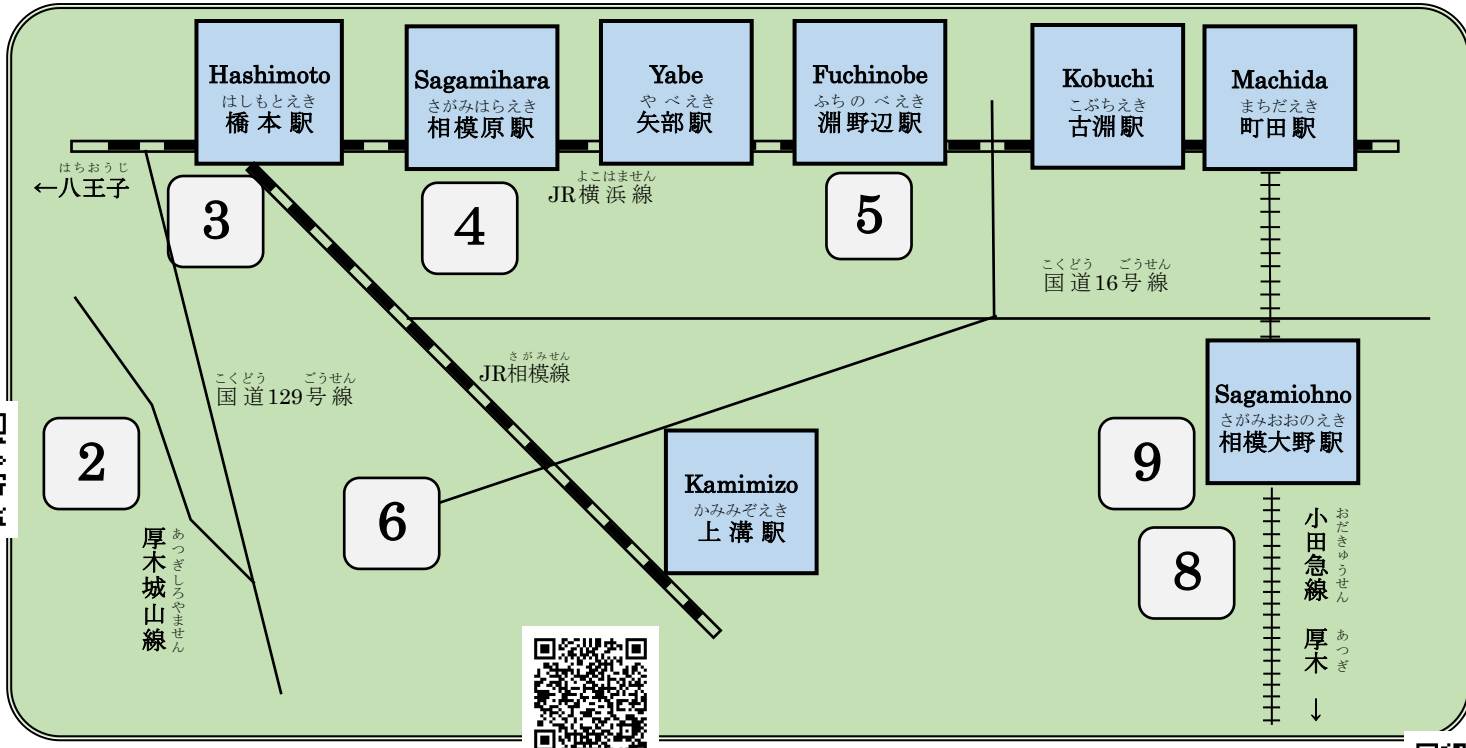 Hashimoto
はしもとえき
橋本駅
Sagamihara
さがみはらえき
相模原駅
Yabe
やべえき
矢部駅
Fuchinobe
ふちのべえき
淵野辺駅
Kobuchi
こぶちえき
古淵駅
Machida
まちだえき
町田駅
はちおうじ
←八王子
よこはません
JR横浜線
3
4
5
こくどう ごうせん
国道16号線
さがみせん
JR相模線
こくどう ごうせん
国道129号線
Sagamiohno
さがみおおのえき
相模大野駅
2
9
6
Kamimizo
かみみぞえき
上溝駅
8
厚木城山線
あつぎしろやません
小田急線 厚木 ↓
おだきゅうせん あつぎ